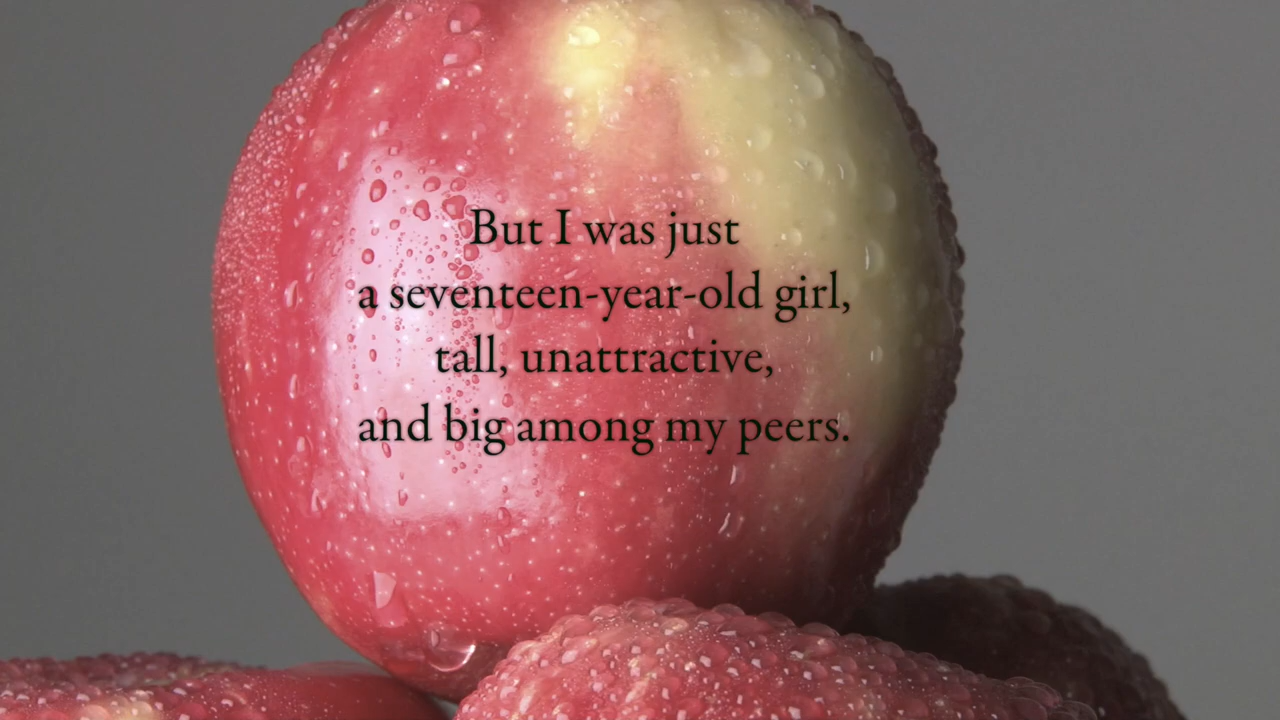 But I was just
a seventeen-year-old girl,
tall, unattractive,
and big among my peers.